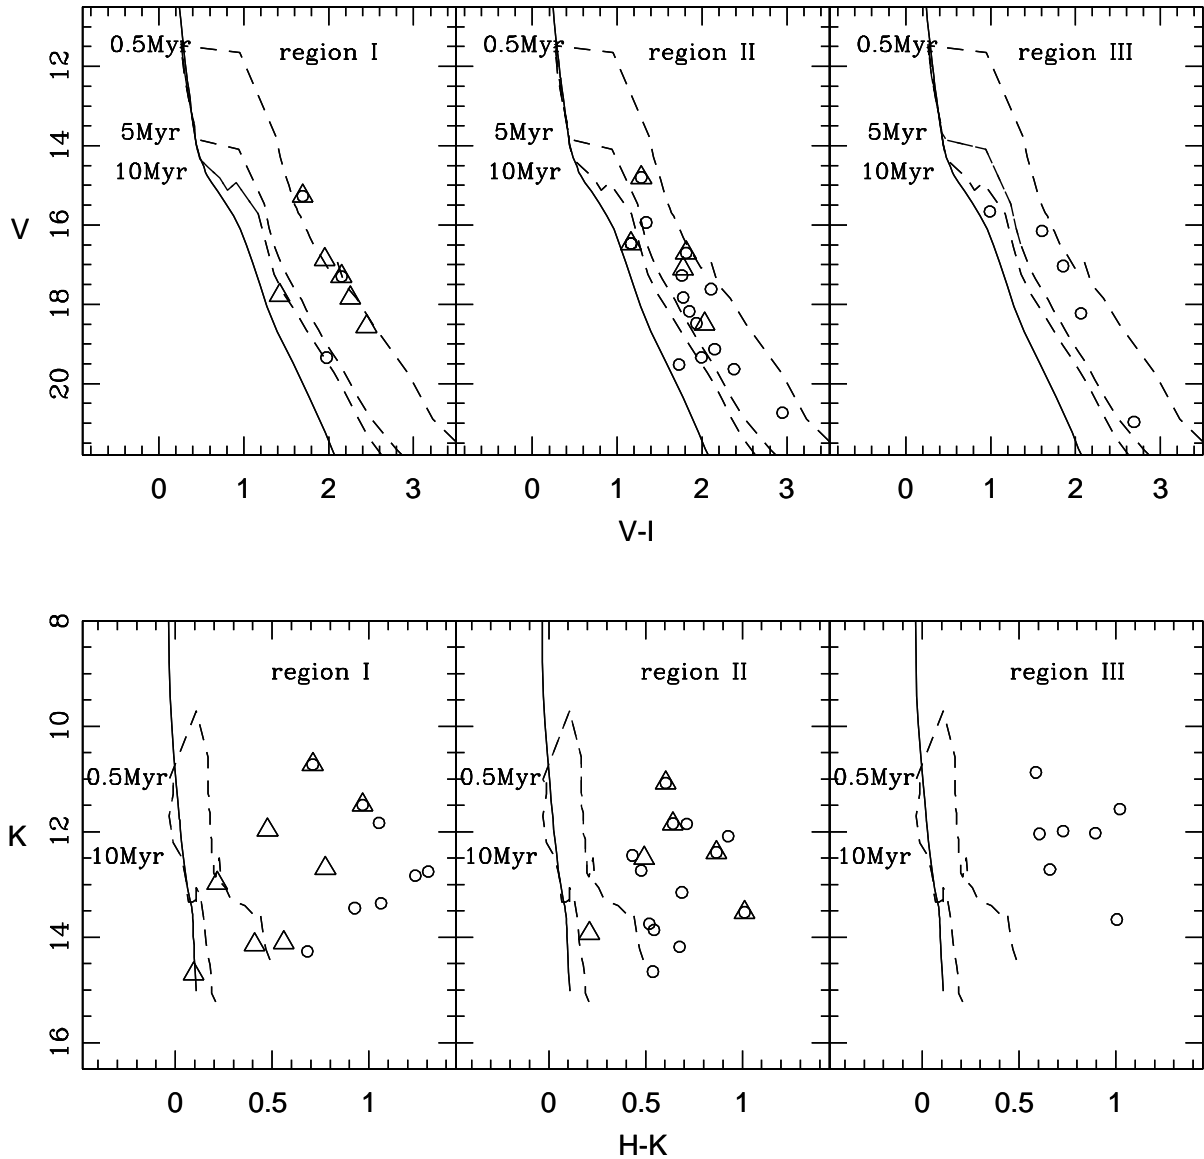 0.5Myr region I 0.5Myr region II 0.5Myr region III
12
5Myr 5Myr 5Myr
14
10Myr 10Myr 10Myr
V
16
18
20
0 1 2 3 0 1 2 3 0 1 2 3
V-I
8
region I region II region III
10
0.5Myr 0.5Myr 0.5Myr
K
12
10Myr 10Myr 10Myr
14
16
0 0.5 1 0 0.5 1 0 0.5 1
H-K